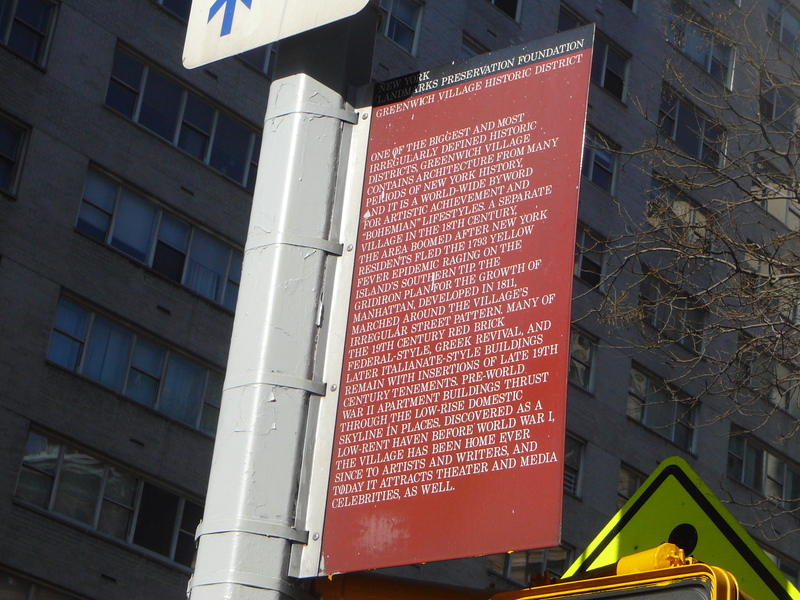 NEW YORK
LANDMARKS PRESERVATION FOUNDATION
GREENWICH VILLAGE HISTORIC DISTRICT
ONE OF THE BIGGEST AND MOST
IRREGULARLY DEFINED HISTORIC
DISTRICTS, GREENWICH VILLAGE
CONTAINS ARCHITECTURE FROM MANY
PERIODS OF NEW YORK HISTORY,
AND IT IS A WORLD-WIDE BYWORD
FOR ARTISTIC ACHIEVEMENT AND
"BOHEMIAN" LIFESTYLES. A SEPARATE
VILLAGE IN THE 18TH CENTURY,
THE AREA BOOMED AFTER NEW YORK
RESIDENTS FLED THE 1793 YELLOW
FEVER EPIDEMIC RAGING ON THE
ISLAND'S SOUTHERN TIP. THE
GRIDIRON PLAN FOR THE GROWTH OF
MANHATTAN, DEVELOPED IN 1811,
MARCHED AROUND THE VILLAGE'S
IRREGULAR STREET PATTERN. MANY OF
THE 19TH CENTURY RED BRICK
FEDERAL-STYLE, GREEK REVIVAL, AND
LATER ITALIANATE-STYLE BUILDINGS
REMAIN WITH INSERTIONS OF LATE 19TH
CENTURY TENEMENTS. PRE-WORLD
WAR II APARTMENT BUILDINGS THRUST
THROUGH THE LOW-RISE DOMESTIC
SKYLINE IN PLACES. DISCOVERED AS A
LOW-RENT HAVEN BEFORE WORLD WAR I,
THE VILLAGE HAS BEEN HOME EVER
SINCE TO ARTISTS AND WRITERS, AND
TODAY IT ATTRACTS THEATER AND MEDIA
CELEBRITIES, AS WELL.